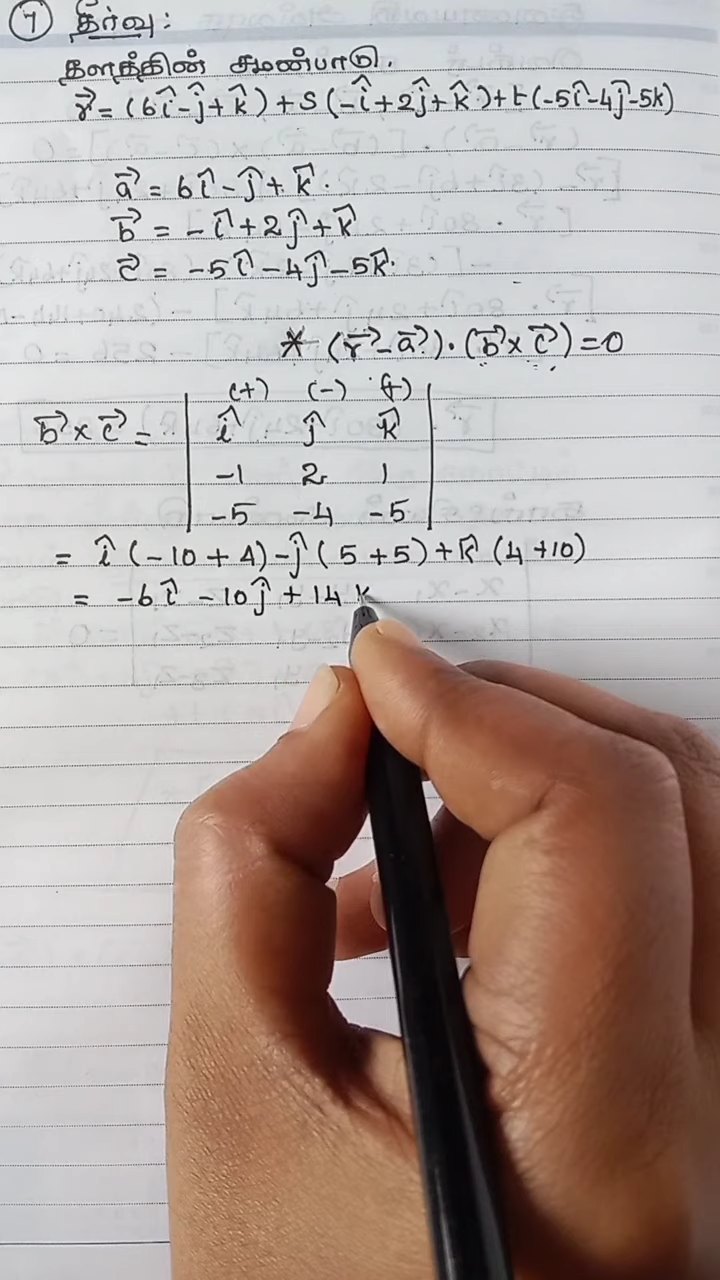 7 தீர்வு:
தளத்தின் சமன்பாடு.
r⃗ = (6î - ĵ + k̂) + s(-î + 2ĵ + k̂) + t(-5î - 4ĵ - 5k)
a⃗ = 6î - ĵ + k̂.
b⃗ = -î + 2ĵ + k̂
c⃗ = -5î - 4ĵ - 5k̂.
* (r⃗ - a⃗) · (b⃗ × c⃗) = 0
(+) (-) (+)
b⃗ × c⃗ = | î ĵ k̂ |
-1 2 1
-5 -4 -5
= î(-10 + 4) - ĵ(5 + 5) + k̂(4 + 10)
= -6î - 10ĵ + 14k